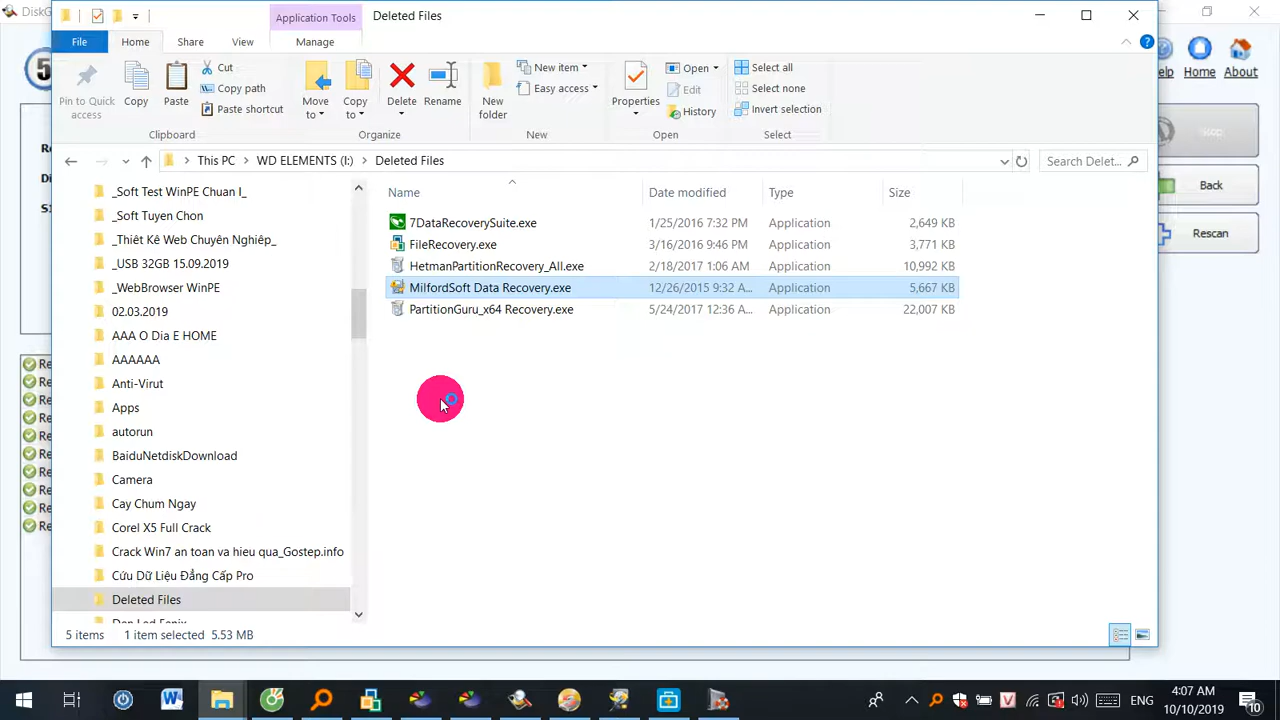 DiskG
Application Tools
Deleted Files
File
Home
Share
View
Manage
Pin to Quick
access
Copy
Paste
Cut
Copy path
Paste shortcut
Clipboard
Move
to
Copy
to
Delete
Rename
Organize
New
folder
New item
Easy access
New
Properties
Open
Edit
History
Open
Select all
Select none
Invert selection
Select
Home
About
Stop
Back
Rescan
This PC
WD ELEMENTS (I:)
Deleted Files
Search Delet...
_Soft Test WinPE Chuan I_
_Soft Tuyen Chon
_Thiêt Kê Web Chuyên Nghiêp_
_USB 32GB 15.09.2019
_WebBrowser WinPE
02.03.2019
AAA O Dia E HOME
AAAAAA
Anti-Virut
Apps
autorun
BaiduNetdiskDownload
Camera
Cay Chum Ngay
Corel X5 Full Crack
Crack Win7 an toan va hieu qua_Gostep.info
Cứu Dữ Liệu Đẳng Cấp Pro
Deleted Files
Name Date modified Type Size
7DataRecoverySuite.exe 1/25/2016 7:32 PM Application 2,649 KB
FileRecovery.exe 3/16/2016 9:46 PM Application 3,771 KB
HetmanPartitionRecovery_All.exe 2/18/2017 1:06 AM Application 10,992 KB
MilfordSoft Data Recovery.exe 12/26/2015 9:32 A... Application 5,667 KB
PartitionGuru_x64 Recovery.exe 5/24/2017 12:36 A... Application 22,007 KB
5 items 1 item selected 5.53 MB
ENG
4:07 AM
10/10/2019
10